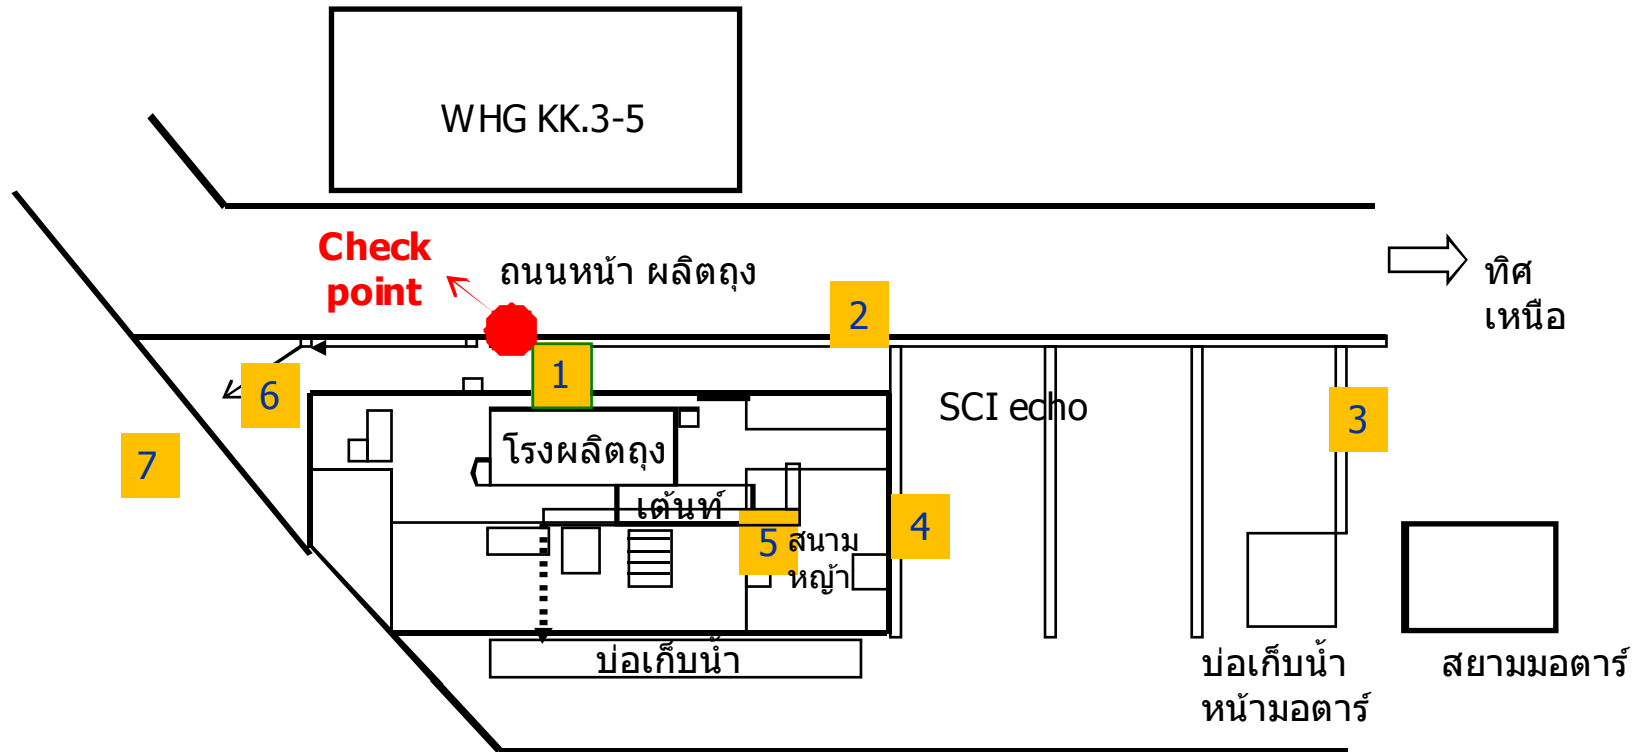 WHG KK.3-5
Check
point
ถนนหน้า ผลิตถุง
ทิศ
เหนือ
2
1
6
SCI echo
3
7
โรงผลิตถุง
เต้นท์
4
5
สนาม
หญ้า
บ่อเก็บน้ำ
บ่อเก็บน้ำ
หน้ามอตาร์
สยามมอตาร์